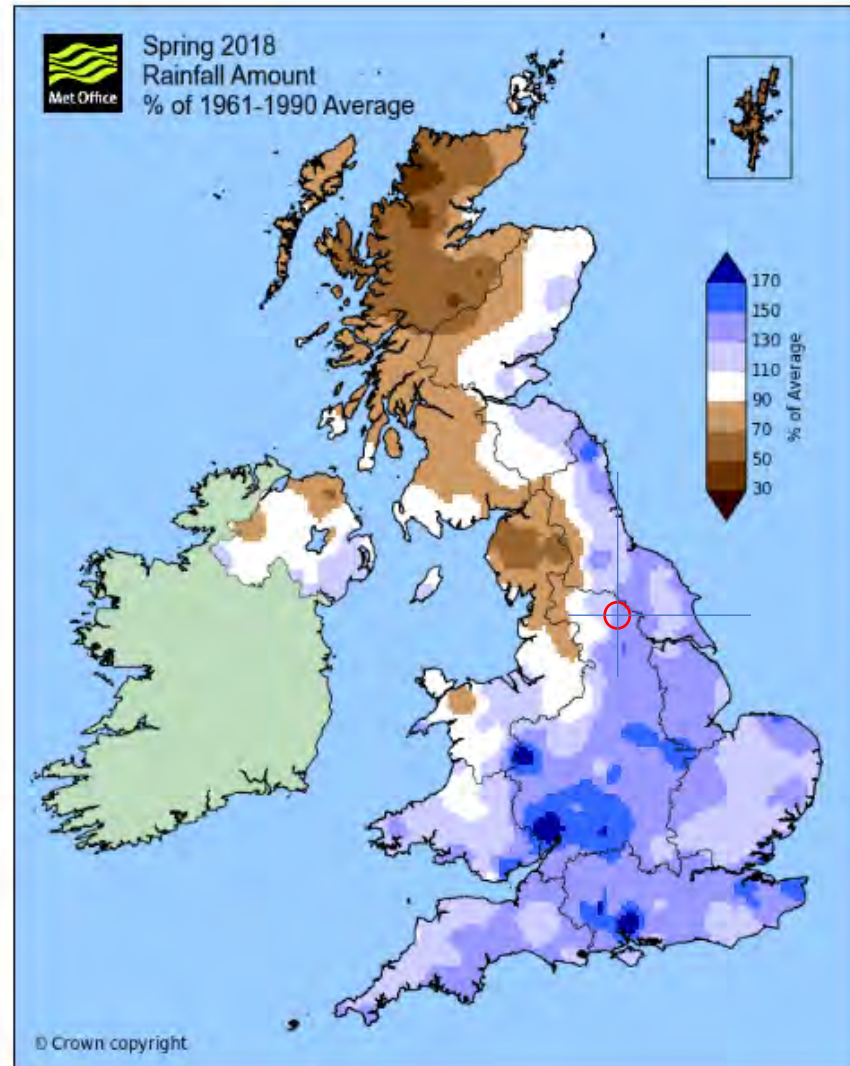 Met Office
Spring 2018
Rainfall Amount
% of 1961-1990 Average
170
150
130
110
90
70
50
30
% of Average
© Crown copyright